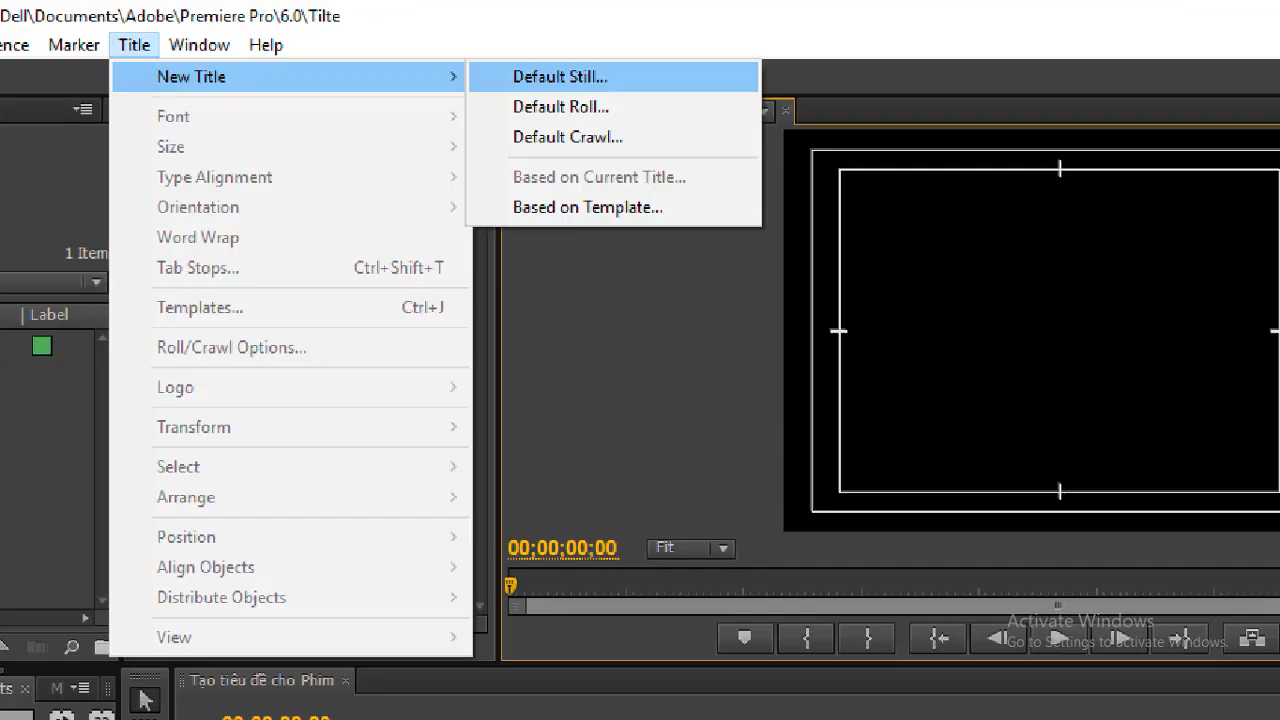 Dell\Documents\Adobe\Premiere Pro\6.0\Tilte
ence Marker Title Window Help
New Title
Default Still...
Default Roll...
Default Crawl...
Based on Current Title...
Based on Template...
Font
Size
Type Alignment
Orientation
Word Wrap
Tab Stops... Ctrl+Shift+T
Templates... Ctrl+J
Roll/Crawl Options...
Logo
Transform
Select
Arrange
Position
Align Objects
Distribute Objects
View
1 Item
Label
00;00;00;00
Fit
Activate Windows
Go to Settings to activate Windows.
ts × M
Tạo tiêu đề cho Phim ×